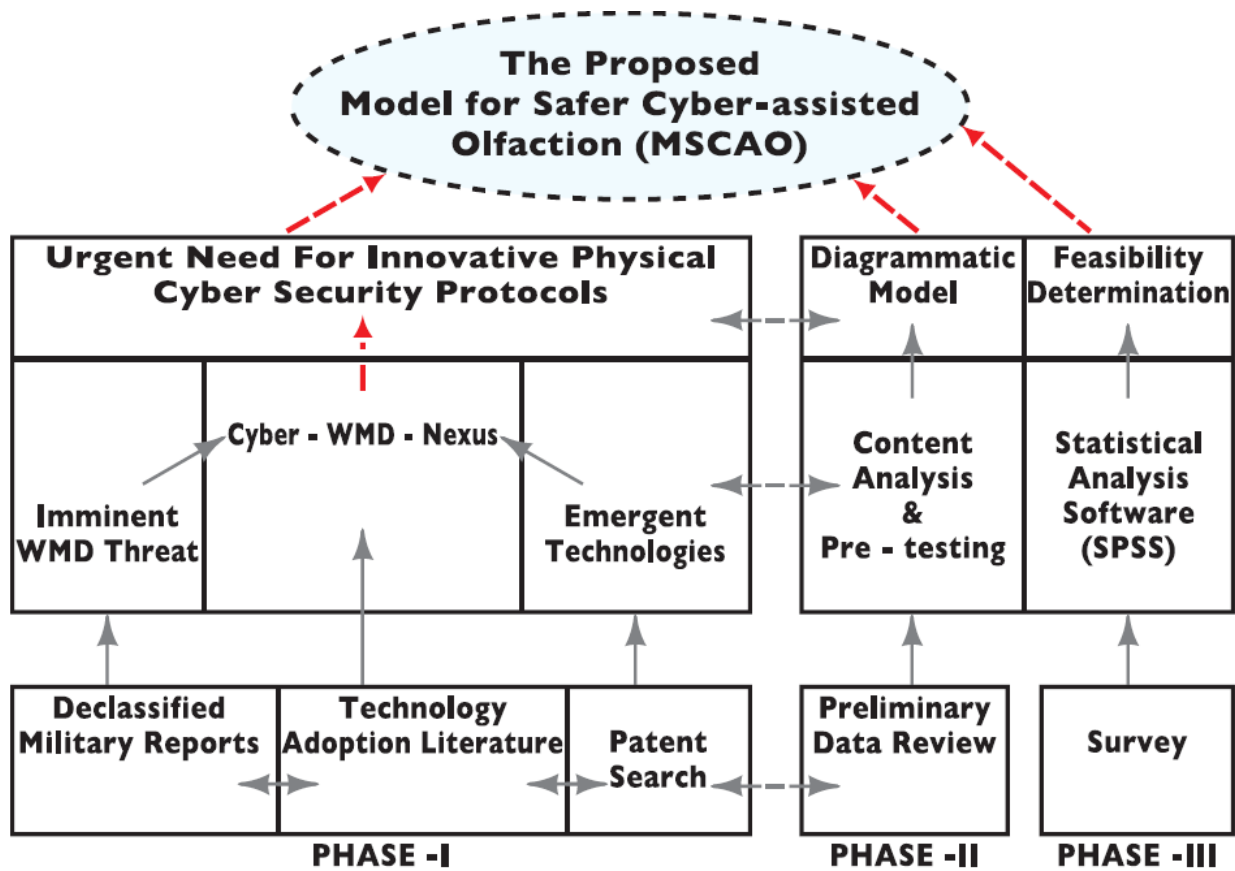 The Proposed
Model for Safer Cyber-assisted
Olfaction (MSCAO)
Urgent Need For Innovative Physical
Cyber Security Protocols
Diagrammatic
Model
Feasibility
Determination
Cyber - WMD - Nexus
Imminent
WMD Threat
Emergent
Technologies
Content
Analysis
&
Pre - testing
Statistical
Analysis
Software
(SPSS)
Declassified
Military Reports
Technology
Adoption Literature
Patent
Search
Preliminary
Data Review
Survey
PHASE -I
PHASE -II
PHASE -III